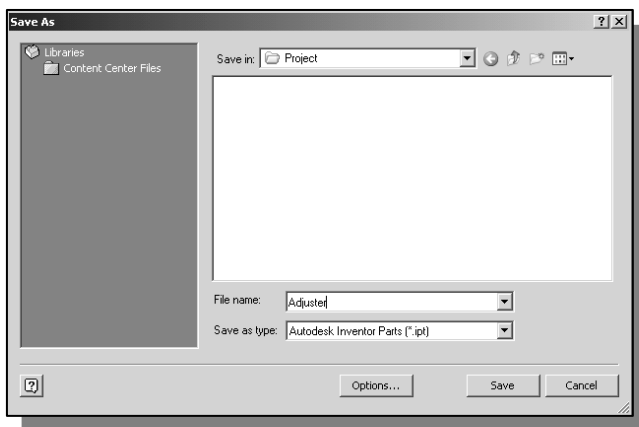 Save As
Libraries
Content Center Files
Save in: Project
File name: Adjuster
Save as type: Autodesk Inventor Parts (*.ipt)
Options... Save Cancel